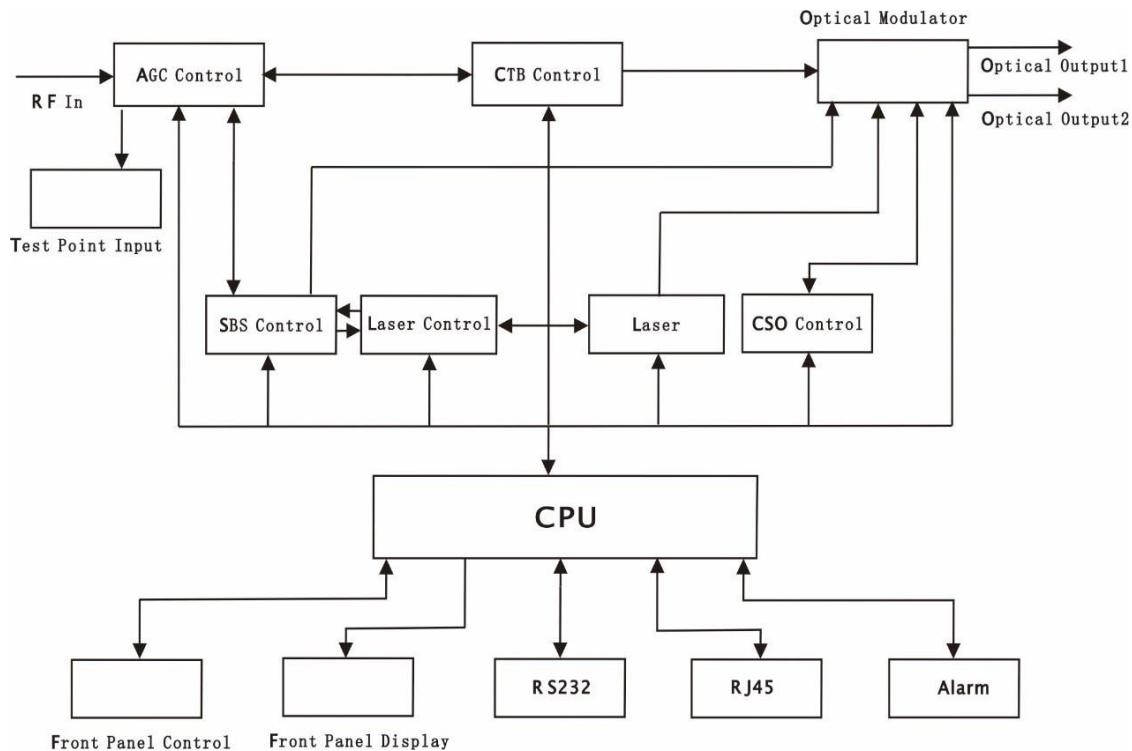 Optical Modulator
AGC Control
CTB Control
Optical Output1
RF In
Optical Output2
Test Point Input
SBS Control
Laser Control
Laser
CSO Control
CPU
RS232
RJ45
Alarm
Front Panel Control
Front Panel Display